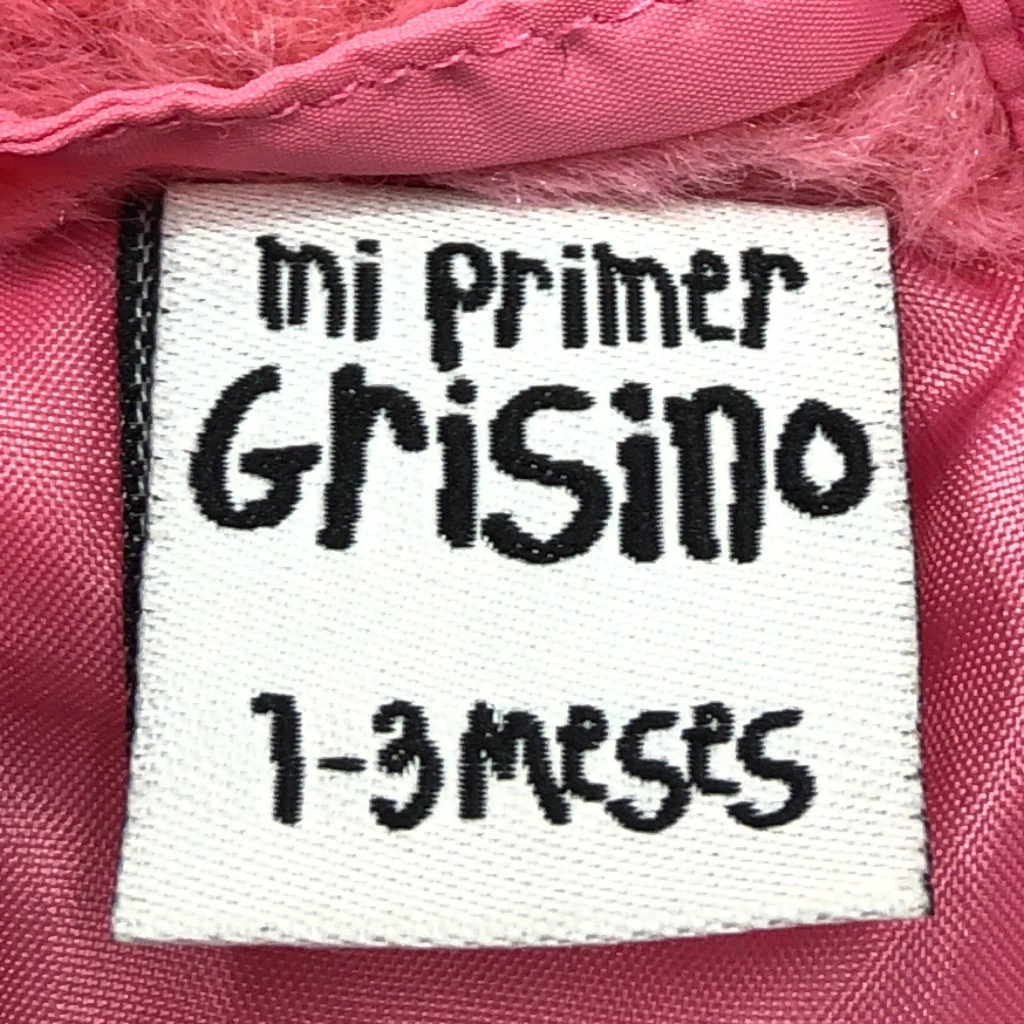 mi primer
Grisino
1-3 Meses